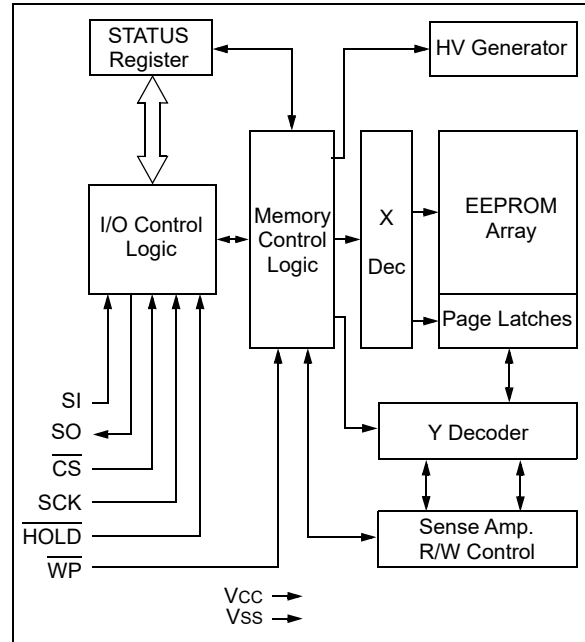 STATUS
Register
HV Generator
I/O Control
Logic
Memory
Control
Logic
X
Dec
EEPROM
Array
Page Latches
SI
SO
CS
SCK
HOLD
WP
Y Decoder
Sense Amp.
R/W Control
VCC
VSS